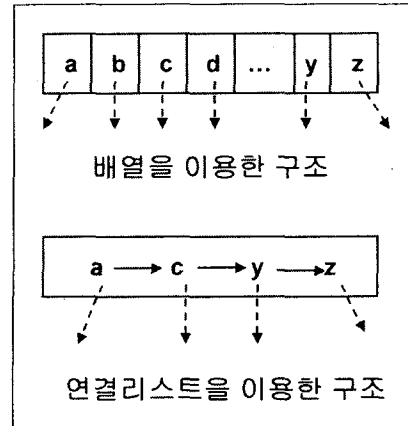 a b c d ... y z
배열을 이용한 구조
a c y z
연결리스트을 이용한 구조